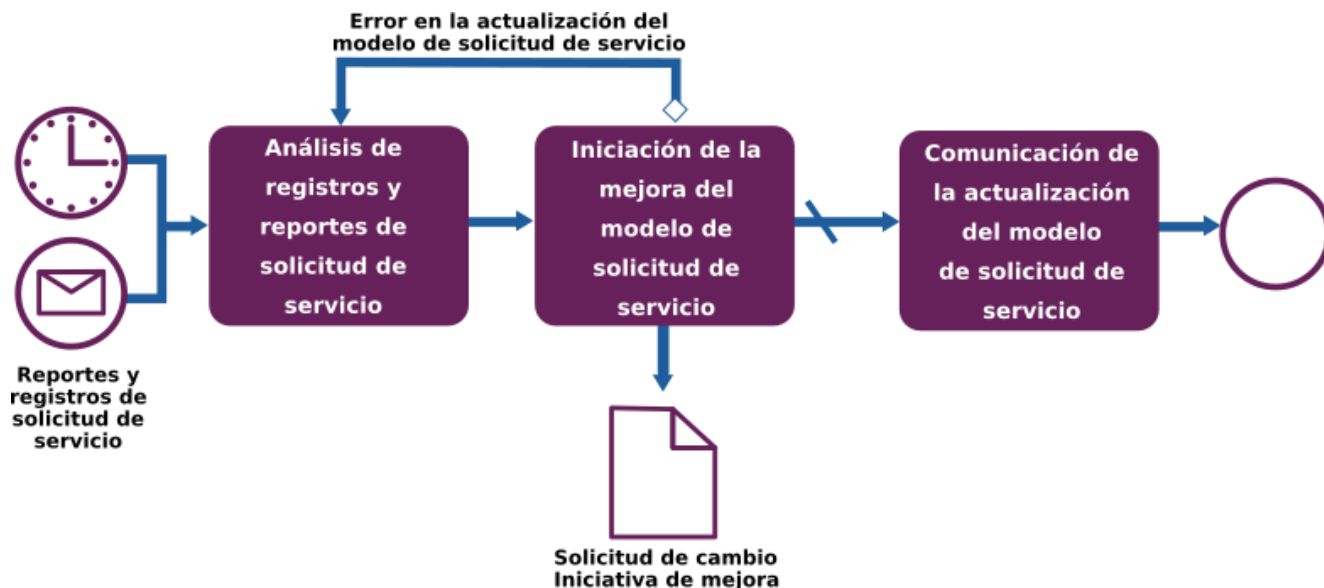 Error en la actualización del
modelo de solicitud de servicio
Análisis de
registros y
reportes de
solicitud de
servicio
Iniciación de la
mejora del
modelo de
solicitud de
servicio
Comunicación de
la actualización
del modelo
de solicitud de
servicio
Reportes y
registros de
solicitud de
servicio
Solicitud de cambio
Iniciativa de mejora